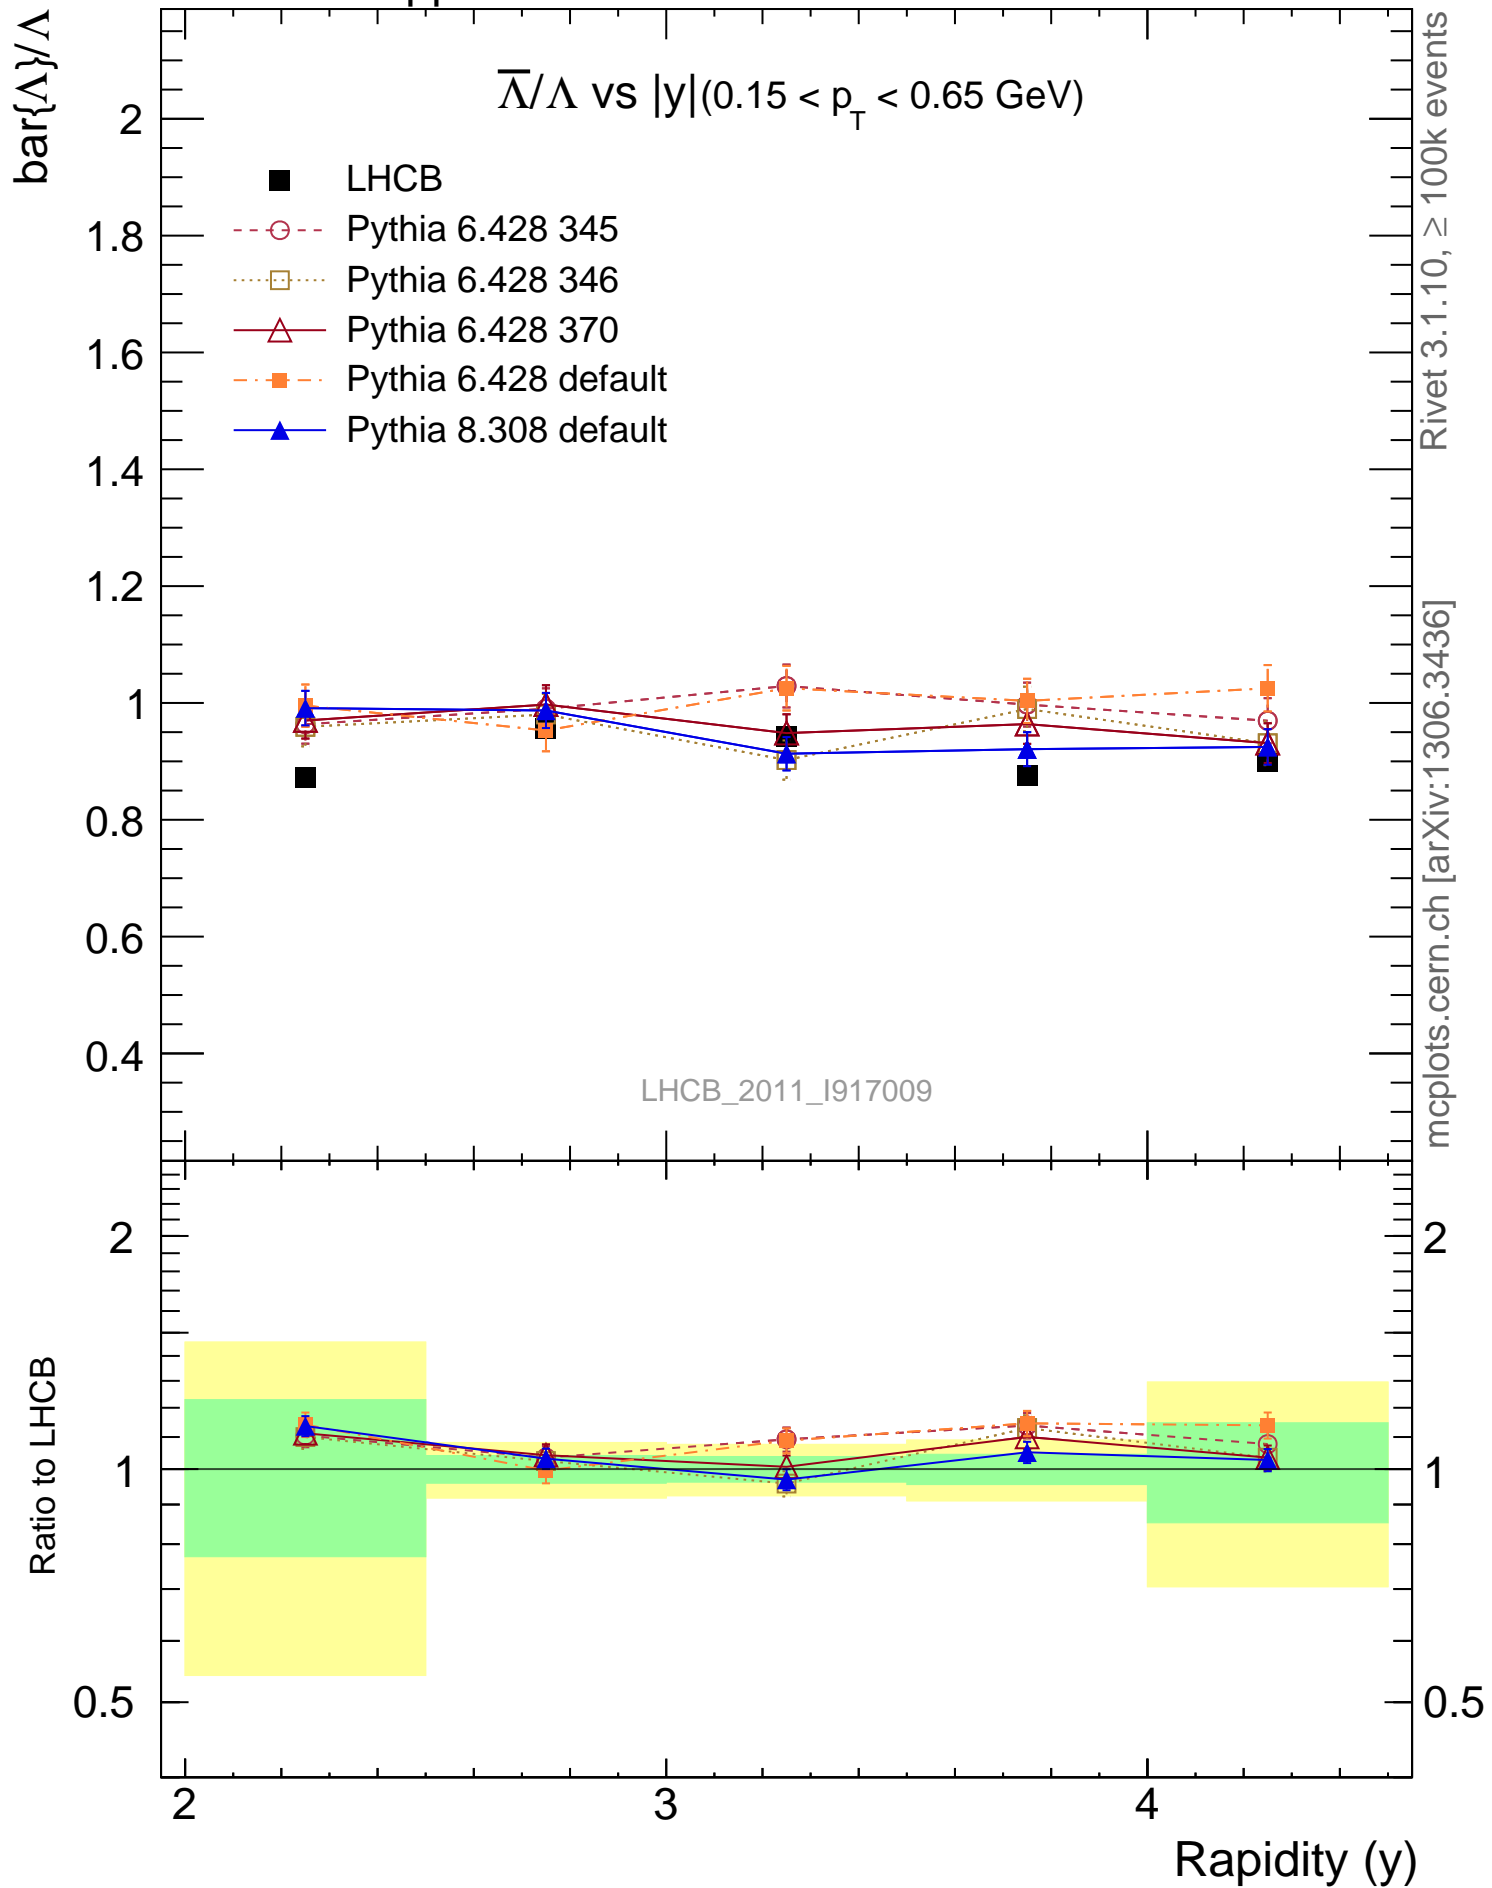 bar{Λ}/Λ
Λ̅/Λ vs |y|(0.15 < p_T < 0.65 GeV)
LHCB
Pythia 6.428 345
Pythia 6.428 346
Pythia 6.428 370
Pythia 6.428 default
Pythia 8.308 default
2
1.8
1.6
1.4
1.2
1
0.8
0.6
0.4
LHCB_2011_I917009
Rivet 3.1.10, ≥ 100k events
mcplots.cern.ch [arXiv:1306.3436]
Ratio to LHCB
2
1
0.5
2
1
0.5
2
3
4
Rapidity (y)